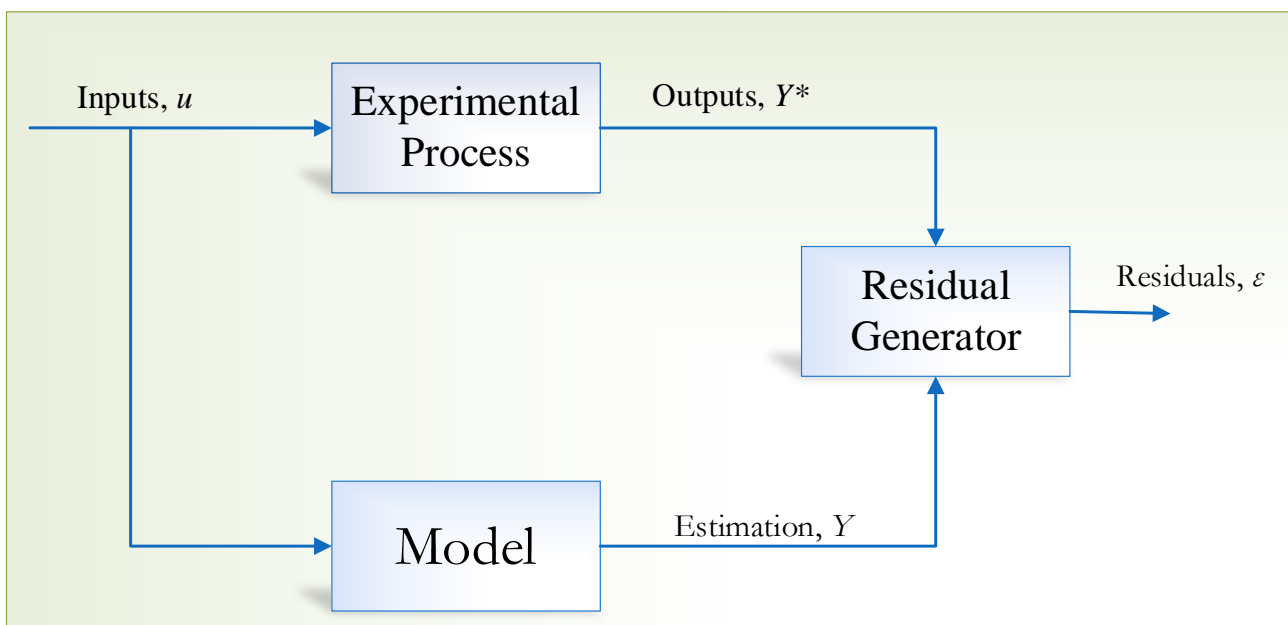 Inputs, u
Experimental
Process
Outputs, Y*
Residual
Generator
Residuals, ε
Model
Estimation, Y